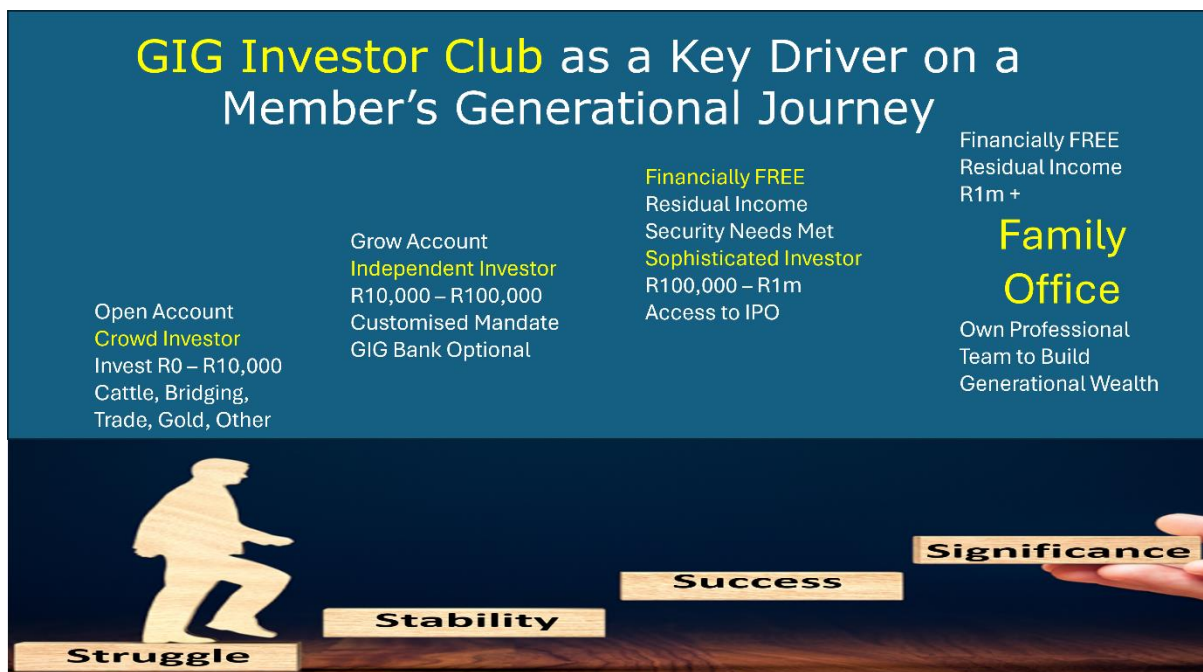 GIG Investor Club as a Key Driver on a
Member’s Generational Journey
Open Account
Crowd Investor
Invest R0 – R10,000
Cattle, Bridging,
Trade, Gold, Other
Grow Account
Independent Investor
R10,000 – R100,000
Customised Mandate
GIG Bank Optional
Financially FREE
Residual Income
Security Needs Met
Sophisticated Investor
R100,000 – R1m
Access to IPO
Financially FREE
Residual Income
R1m +
Family
Office
Own Professional
Team to Build
Generational Wealth
Struggle
Stability
Success
Significance